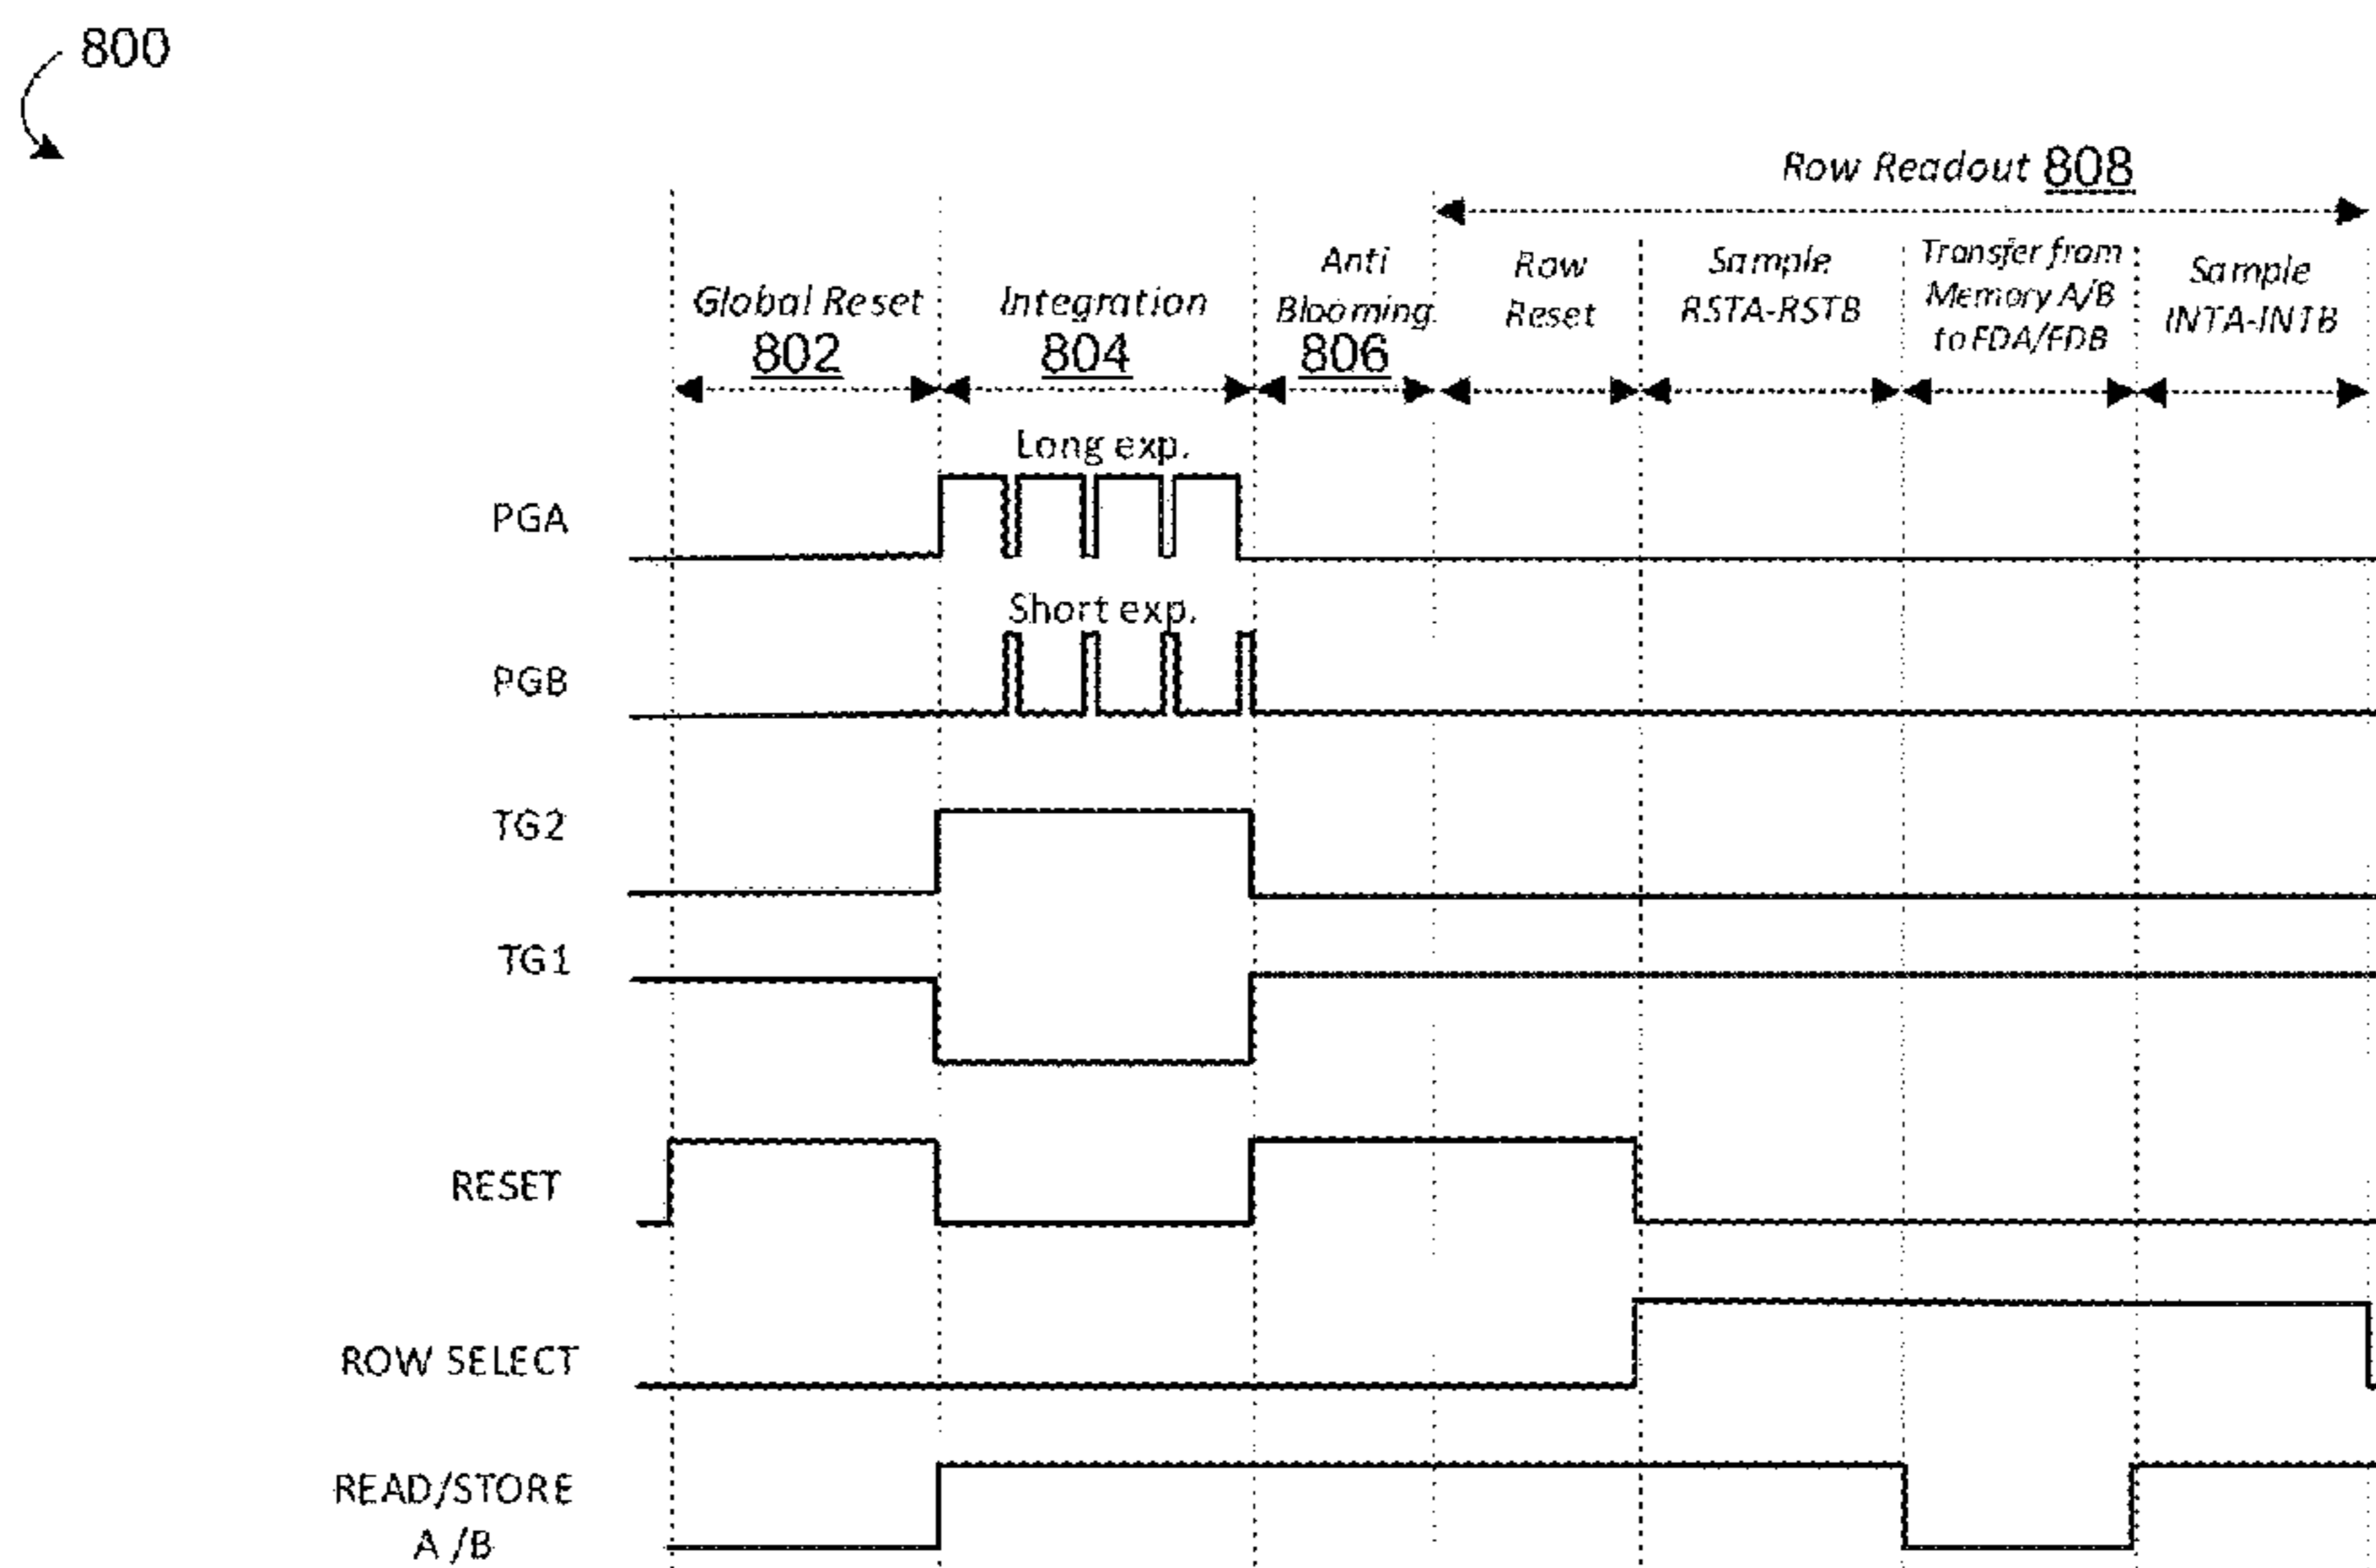 800
Row Readout 808
Global Reset
802
Integration
804
Anti
Blooming
806
Row
Reset
Sample
RSTA-RSTB
Transfer from
Memory A/B
to FDA/FDB
Sample
INTA-INTB
Long exp.
PGA
Short exp.
PGB
TG2
TG1
RESET
ROW SELECT
READ/STORE
A /B